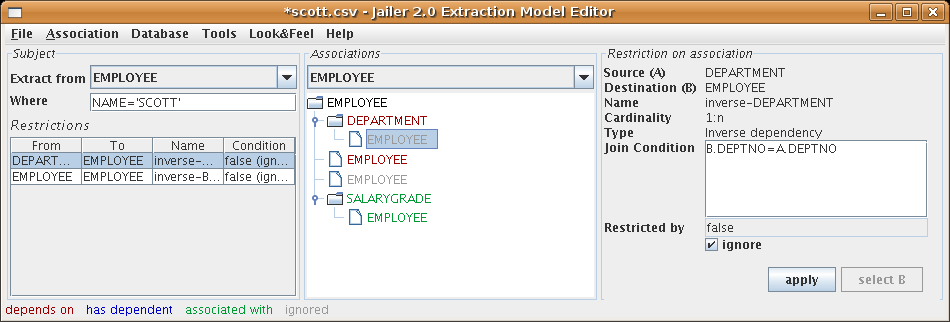 *scott.csv - Jailer 2.0 Extraction Model Editor
File Association Database Tools Look&Feel Help
Subject
Extract from EMPLOYEE
Where NAME='SCOTT'
Restrictions
From To Name Condition
DEPART... EMPLOYEE inverse-... false (ign...
EMPLOYEE EMPLOYEE inverse-B... false (ign...
Associations
EMPLOYEE
EMPLOYEE
DEPARTMENT
EMPLOYEE
EMPLOYEE
EMPLOYEE
SALARYGRADE
EMPLOYEE
Restriction on association
Source (A) DEPARTMENT
Destination (B) EMPLOYEE
Name inverse-DEPARTMENT
Cardinality 1:n
Type Inverse dependency
Join Condition B.DEPTNO=A.DEPTNO
Restricted by false
ignore
apply select B
depends on has dependent associated with ignored